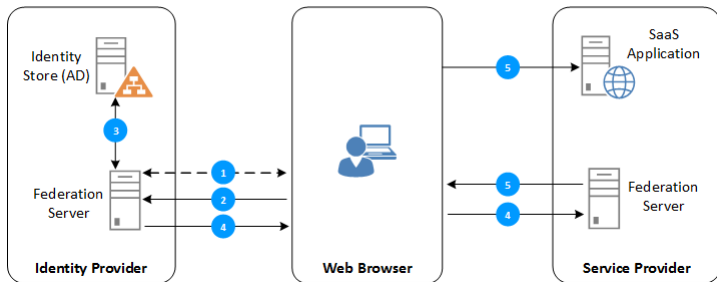 Identity
Store (AD)
3
Federation
Server
Identity Provider
1
2
4
Web Browser
5
5
4
SaaS
Application
Federation
Server
Service Provider